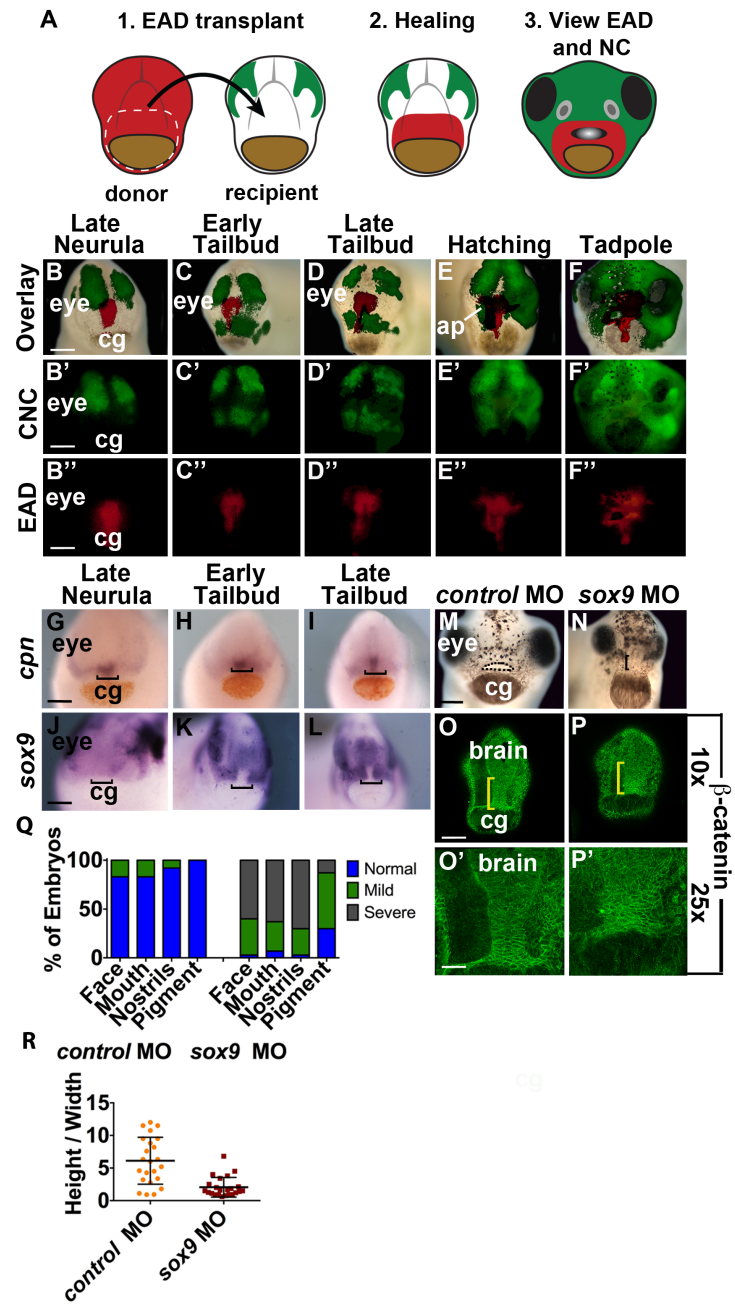 A
1. EAD transplant
2. Healing
3. View EAD
and NC
donor
recipient
Late
Neurula
Early
Tailbud
Late
Tailbud
Hatching
Tadpole
Overlay
B
eye
cg
C
eye
D
eye
E
ap
F
CNC
B'
eye
cg
C'
D'
E'
F'
EAD
B''
eye
cg
C''
D''
E''
F''
Late
Neurula
Early
Tailbud
Late
Tailbud
control MO
sox9 MO
cpn
G
eye
cg
H
I
M
eye
cg
N
sox9
J
eye
cg
K
L
O
brain
cg
P
10x
β-catenin
O'
brain
P'
25x
Q
% of Embryos
100
50
0
Normal
Mild
Severe
Face
Mouth
Nostrils
Pigment
Face
Mouth
Nostrils
Pigment
control MO
sox9 MO
cg
R
Height / Width
15
10
5
0
control MO
sox9 MO